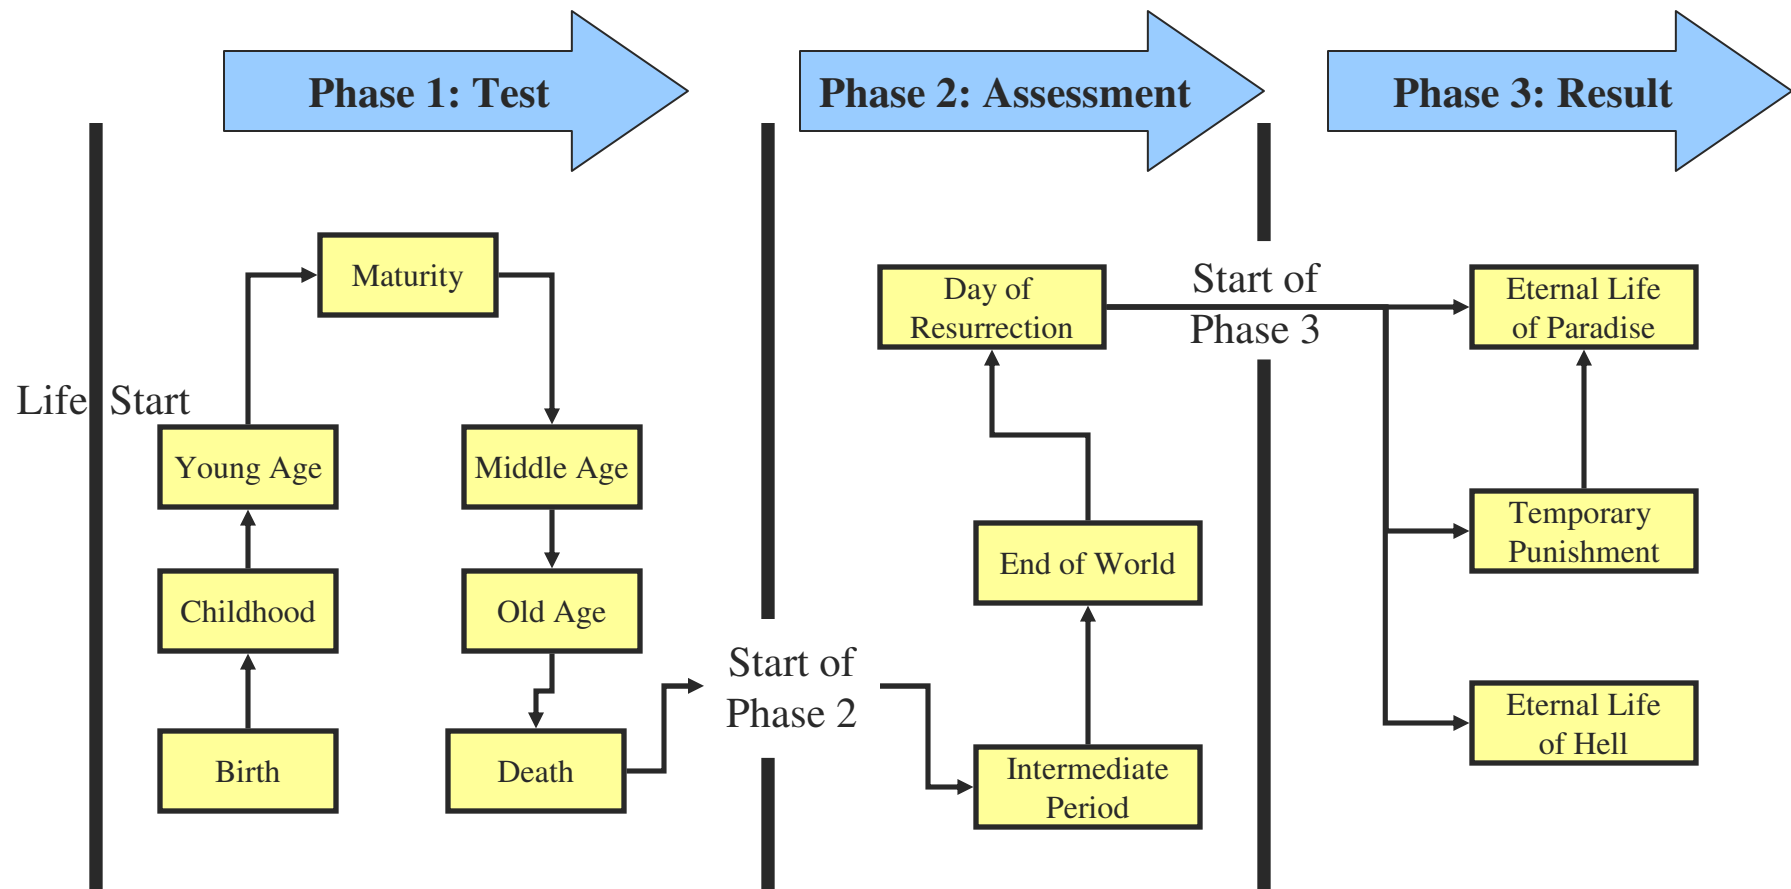 Phase 1: Test
Phase 2: Assessment
Phase 3: Result
Life Start
Maturity
Young Age
Childhood
Birth
Middle Age
Old Age
Death
Start of
Phase 2
Day of
Resurrection
End of World
Intermediate
Period
Start of
Phase 3
Eternal Life
of Paradise
Temporary
Punishment
Eternal Life
of Hell